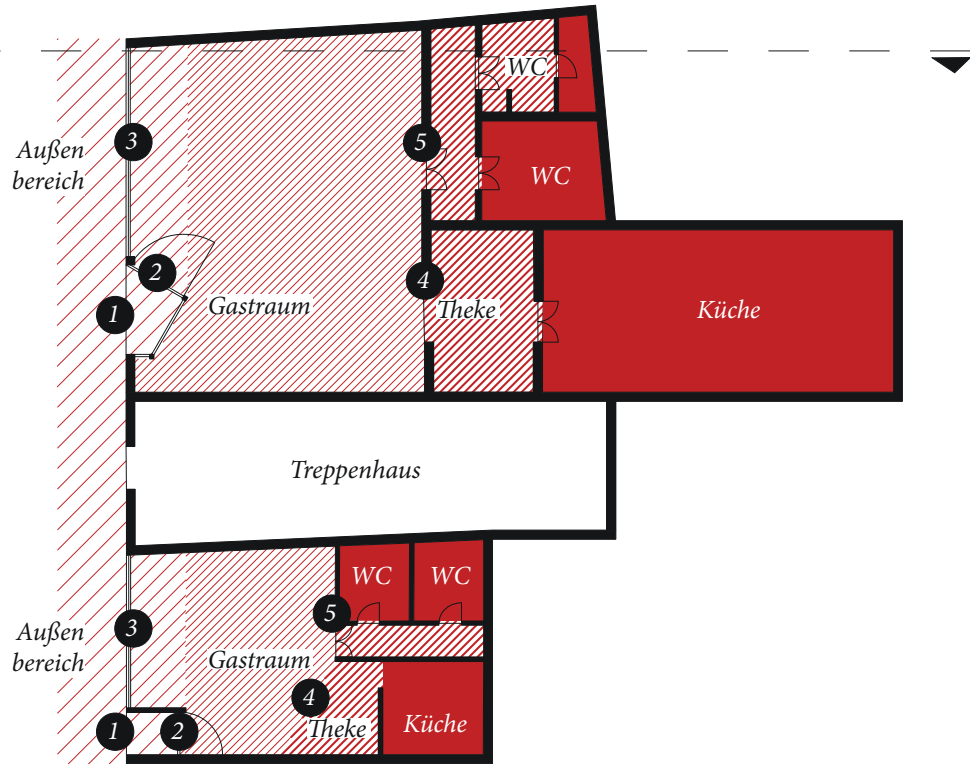 WC
3
5
Außen
bereich
WC
2
4
1
Gastraum
Theke
Küche
Treppenhaus
WC
WC
5
3
Außen
bereich
Gastraum
4
1
2
Theke
Küche